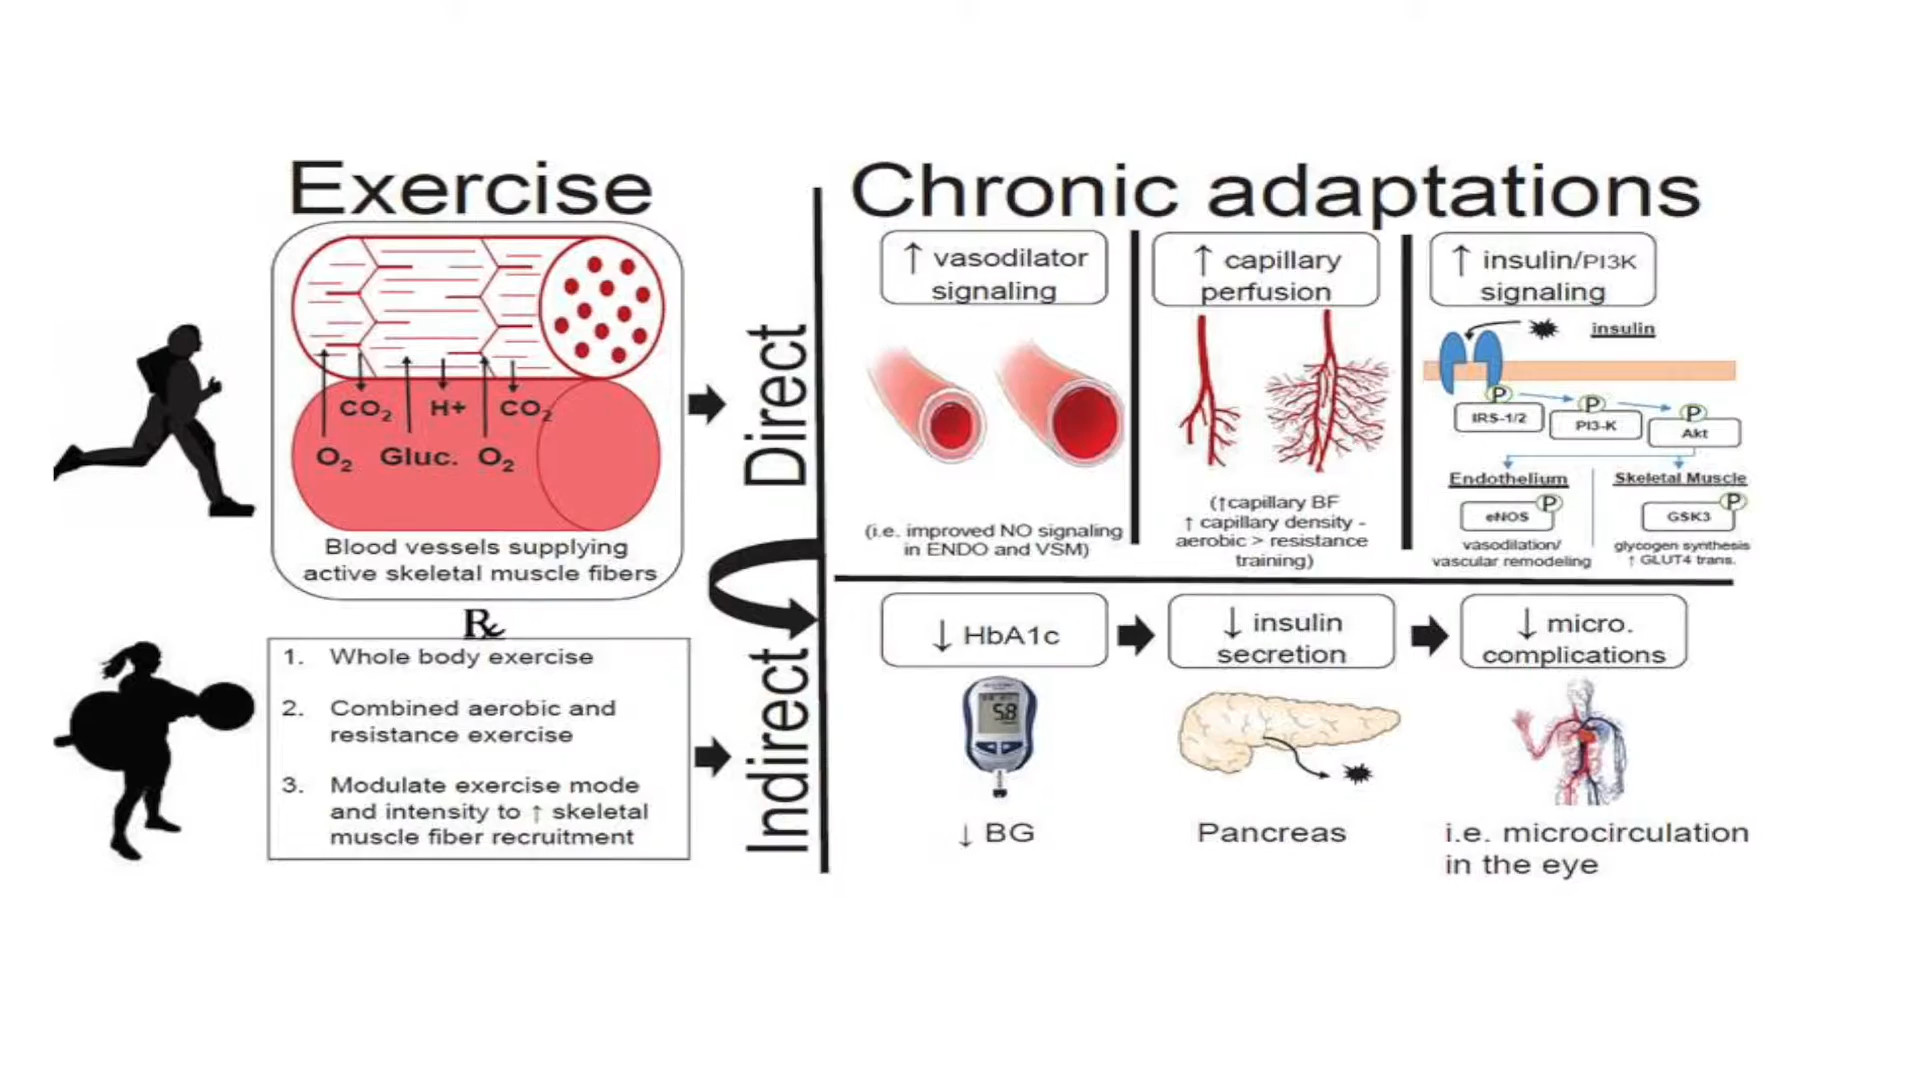 Exercise
CO2 H+ CO2
O2 Gluc. O2
Blood vessels supplying
active skeletal muscle fibers
℞
1. Whole body exercise
2. Combined aerobic and
resistance exercise
3. Modulate exercise mode
and intensity to ↑ skeletal
muscle fiber recruitment
Direct
Indirect
Chronic adaptations
↑ vasodilator
signaling
(i.e. improved NO signaling
in ENDO and VSM)
↑ capillary
perfusion
(↑capillary BF
↑ capillary density -
aerobic > resistance
training)
↑ insulin/PI3K
signaling
insulin
P
P
P
IRS-1/2
PI3-K
Akt
Endothelium
P
eNOS
vasodilation/
vascular remodeling
Skeletal Muscle
P
GSK3
glycogen synthesis
↑ GLUT4 trans.
↓ HbA1c
58
↓ BG
↓ insulin
secretion
Pancreas
↓ micro.
complications
i.e. microcirculation
in the eye